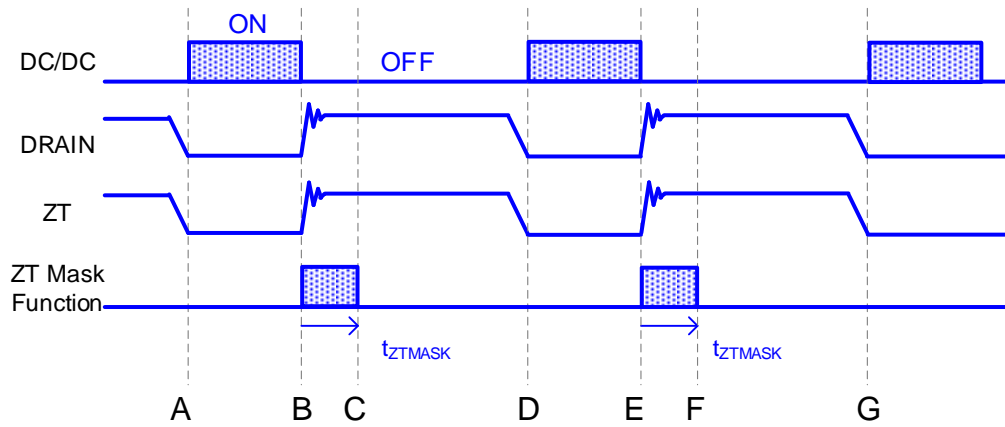 ON
DC/DC
OFF
DRAIN
ZT
ZT Mask
Function
tZTMASK
tZTMASK
A
B
C
D
E
F
G